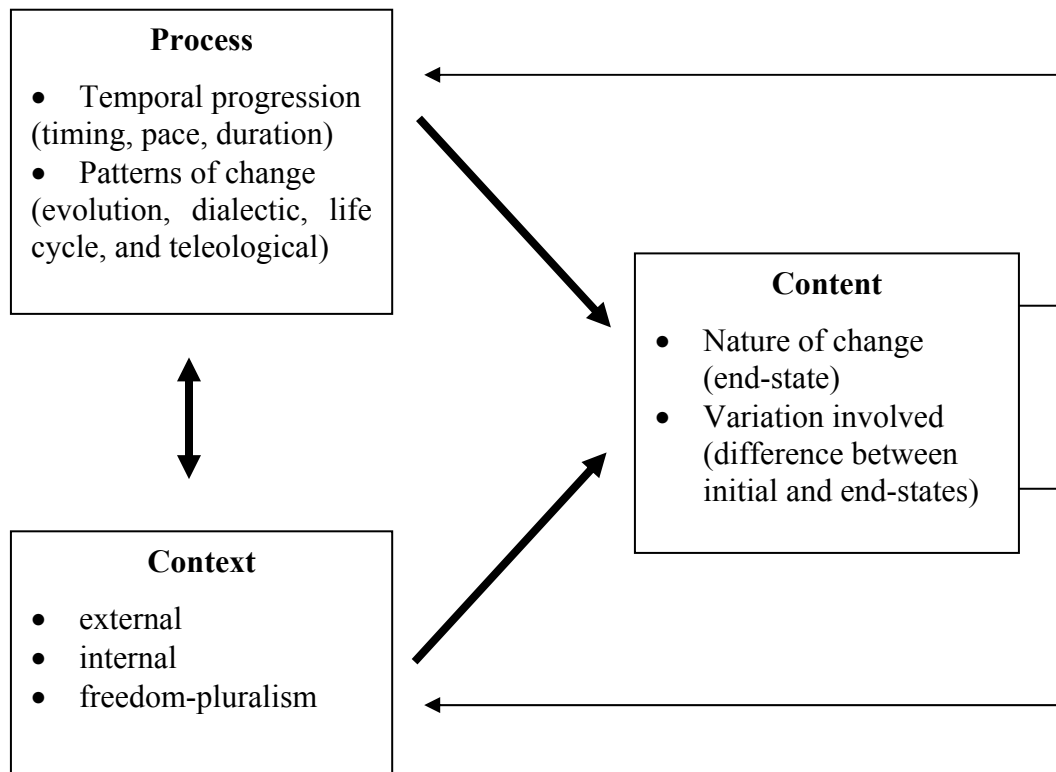 Process
• Temporal progression
(timing, pace, duration)
• Patterns of change
(evolution, dialectic, life
cycle, and teleological)
Content
• Nature of change
(end-state)
• Variation involved
(difference between
initial and end-states)
Context
• external
• internal
• freedom-pluralism